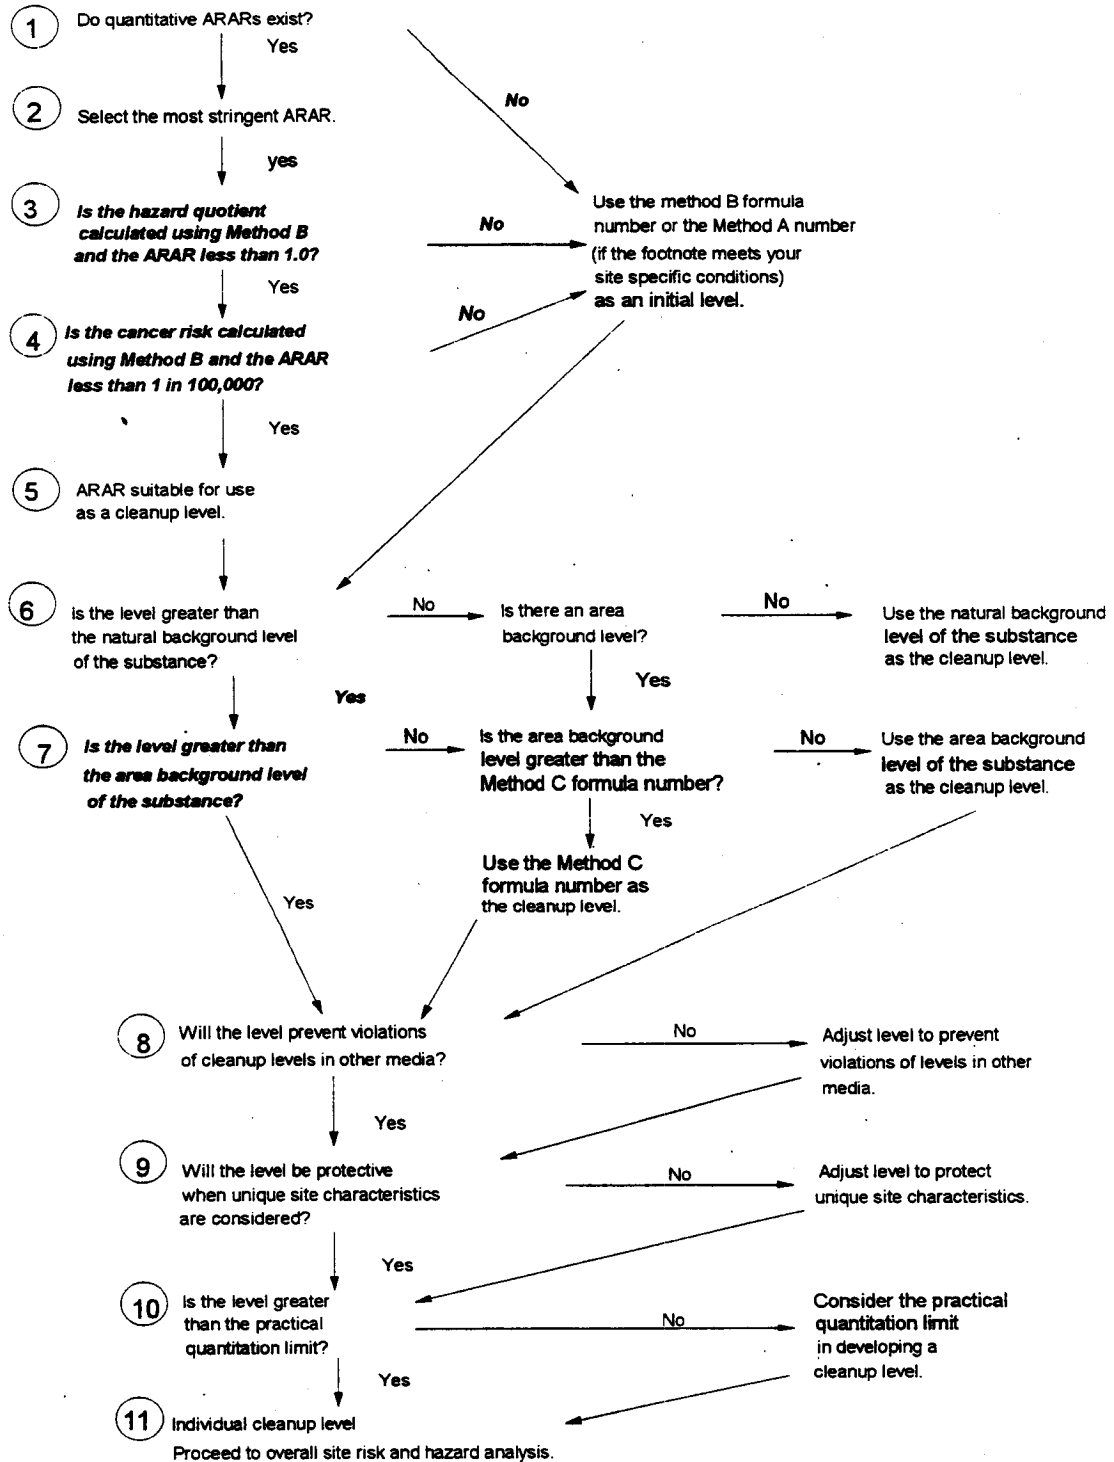 1
Do quantitative ARARs exist?
Yes
No
2
Select the most stringent ARAR.
yes
3
Is the hazard quotient
calculated using Method B
and the ARAR less than 1.0?
No
Use the method B formula
number or the Method A number
(if the footnote meets your
site specific conditions)
as an initial level.
Yes
No
4
Is the cancer risk calculated
using Method B and the ARAR
less than 1 in 100,000?
Yes
5
ARAR suitable for use
as a cleanup level.
6
Is the level greater than
the natural background level
of the substance?
No
Is there an area
background level?
No
Use the natural background
level of the substance
as the cleanup level.
Yes
Yes
7
Is the level greater than
the area background level
of the substance?
No
Is the area background
level greater than the
Method C formula number?
No
Use the area background
level of the substance
as the cleanup level.
Yes
Use the Method C
formula number as
the cleanup level.
Yes
8
Will the level prevent violations
of cleanup levels in other media?
No
Adjust level to prevent
violations of levels in other
media.
Yes
9
Will the level be protective
when unique site characteristics
are considered?
No
Adjust level to protect
unique site characteristics.
Yes
10
Is the level greater
than the practical
quantitation limit?
No
Consider the practical
quantitation limit
in developing a
cleanup level.
Yes
11
Individual cleanup level
Proceed to overall site risk and hazard analysis.